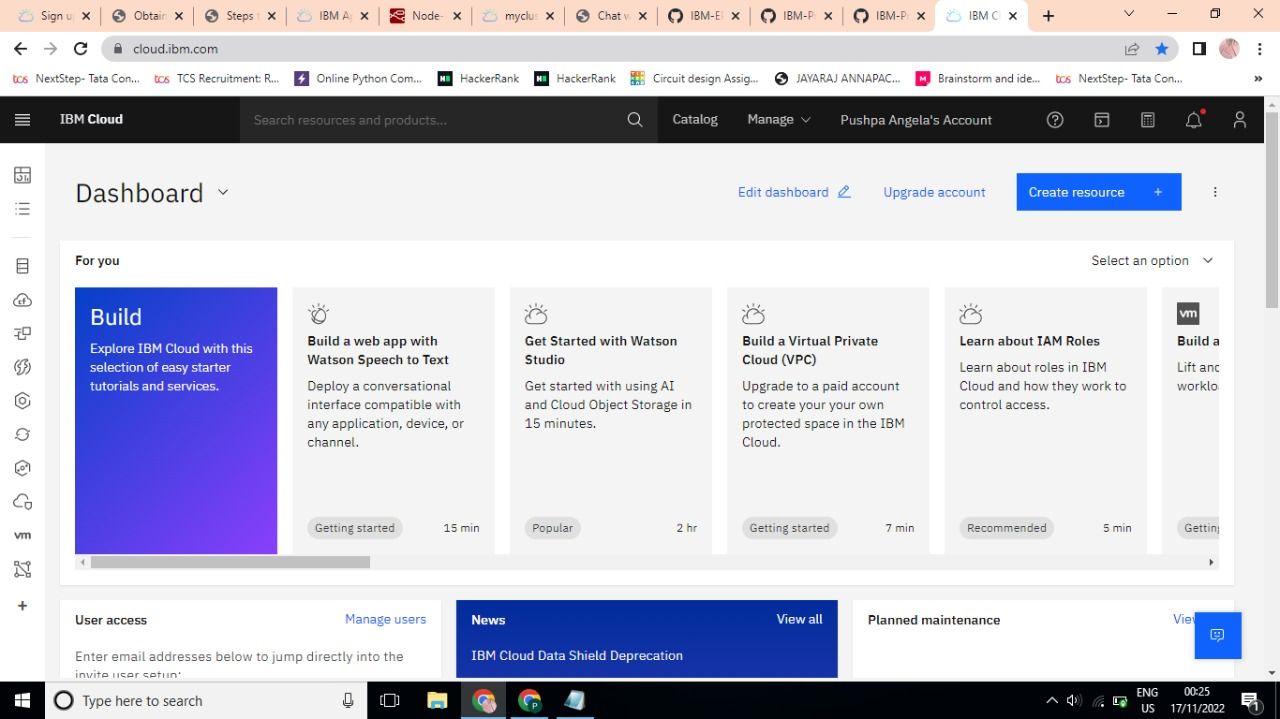 Sign u
Obtair
Steps t
IBM A
Node-
myclus
Chat w
IBM-E
IBM-P
IBM-P
IBM C
cloud.ibm.com
NextStep- Tata Con...
TCS Recruitment: R...
Online Python Com...
HackerRank
HackerRank
Circuit design Assig...
JAYARAJ ANNAPAC...
Brainstorm and ide...
NextStep- Tata Con...
IBM Cloud
Search resources and products...
Catalog
Manage
Pushpa Angela's Account
Dashboard
Edit dashboard
Upgrade account
Create resource +
For you
Select an option
Build
Explore IBM Cloud with this
selection of easy starter
tutorials and services.
Build a web app with
Watson Speech to Text
Deploy a conversational
interface compatible with
any application, device, or
channel.
Getting started
15 min
Get Started with Watson
Studio
Get started with using AI
and Cloud Object Storage in
15 minutes.
Popular
2 hr
Build a Virtual Private
Cloud (VPC)
Upgrade to a paid account
to create your your own
protected space in the IBM
Cloud.
Getting started
7 min
Learn about IAM Roles
Learn about roles in IBM
Cloud and how they work to
control access.
Recommended
5 min
vm
Build a
Lift and
worklo
Getting
vm
User access
Manage users
Enter email addresses below to jump directly into the
invite user setup:
News
View all
IBM Cloud Data Shield Deprecation
Planned maintenance
View
Type here to search
ENG
US
00:25
17/11/2022
1